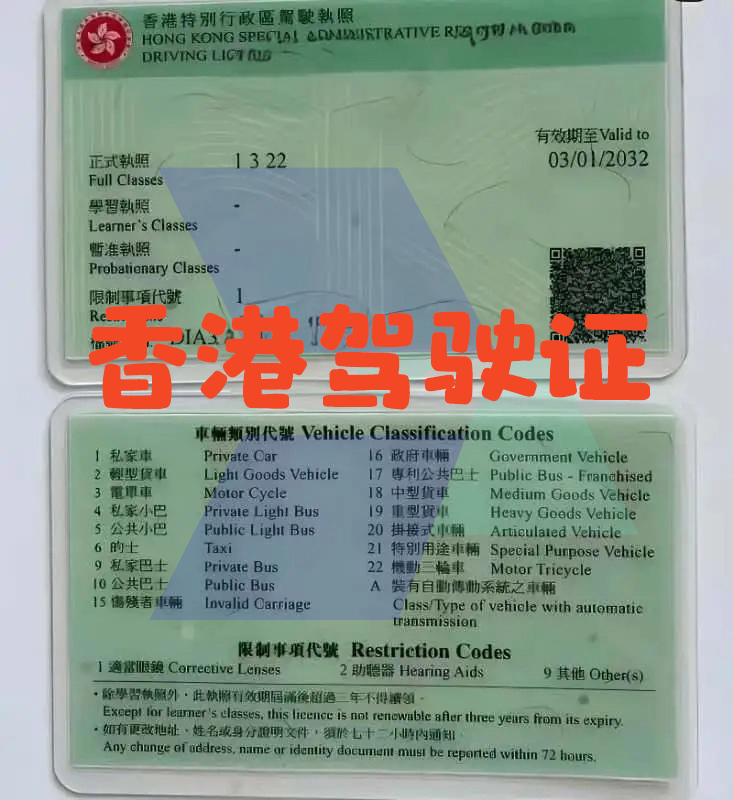 香港特別行政區駕駛執照
HONG KONG SPECIAL ADMINISTRATIVE
DRIVING
有效期至Valid to
正式執照 1 3 22 03/01/2032
Full Classes
學習執照 -
Learner's Classes
暫准執照 -
Probationary Classes
限制事項代號 1
香港驾驶证
車輛類別代號 Vehicle Classification Codes
1 私家車 Private Car 16 政府車輛 Government Vehicle
2 輕型貨車 Light Goods Vehicle 17 專利公共巴士 Public Bus - Franchised
3 電單車 Motor Cycle 18 中型貨車 Medium Goods Vehicle
4 私家小巴 Private Light Bus 19 重型貨車 Heavy Goods Vehicle
5 公共小巴 Public Light Bus 20 掛接式車輛 Articulated Vehicle
6 的士 Taxi 21 特別用途車輛 Special Purpose Vehicle
9 私家巴士 Private Bus 22 機動三輪車 Motor Tricycle
10 公共巴士 Public Bus A 裝有自動傳動系統之車輛
15 傷殘者車輛 Invalid Carriage Class/Type of vehicle with automatic
transmission
限制事項代號 Restriction Codes
1 適當眼鏡 Corrective Lenses 2 助聽器 Hearing Aids 9 其他 Other(s)
·除學習執照外，此執照有效期屆滿後超過三年不得續領。
Except for learner's classes, this licence is not renewable after three years from its expiry.
·如有更改地址、姓名或身分證明文件，須於七十二小時內通知。
Any change of address, name or identity document must be reported within 72 hours.